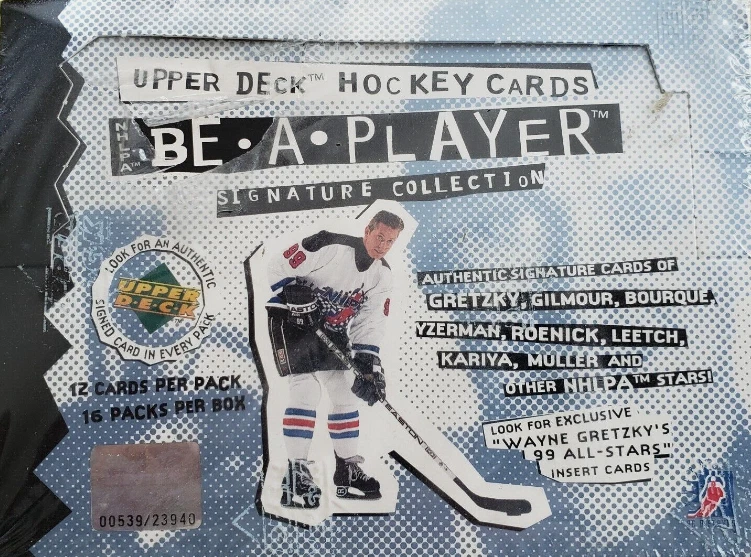 UPPER DECK™ HOCKEY CARDS
NHLPA™ BE • A • PLAYER™
SIGNATURE COLLECTION
LOOK FOR AN AUTHENTIC
SIGNED CARD IN EVERY PACK
UPPER
DECK
12 CARDS PER PACK
16 PACKS PER BOX
99
EASTON
AUTHENTIC SIGNATURE CARDS OF
GRETZKY, GILMOUR, BOURQUE,
YZERMAN, ROENICK, LEETCH,
KARIYA, MULLER AND
OTHER NHLPA™ STARS!
LOOK FOR EXCLUSIVE
"WAYNE GRETZKY'S
99 ALL-STARS"
INSERT CARDS
00539/23940